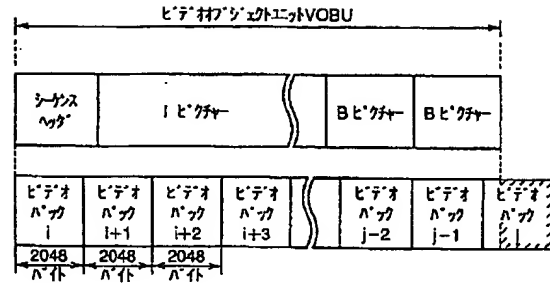 ビデオオブジェクトユニットVOBU
シーケンス
ヘッダ
I ピクチャー
Bピクチャー
Bピクチャー
ビデオ
パック
i
ビデオ
パック
i+1
ビデオ
パック
i+2
ビデオ
パック
i+3
ビデオ
パック
j-2
ビデオ
パック
j-1
ビデオ
パック
j
2048
バイト
2048
バイト
2048
バイト